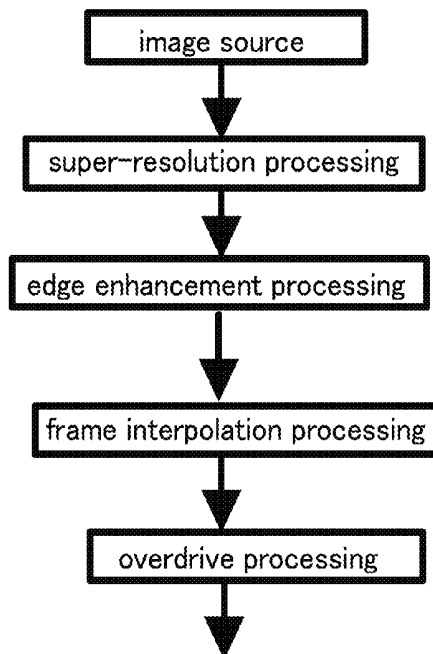 image source
super-resolution processing
edge enhancement processing
frame interpolation processing
overdrive processing